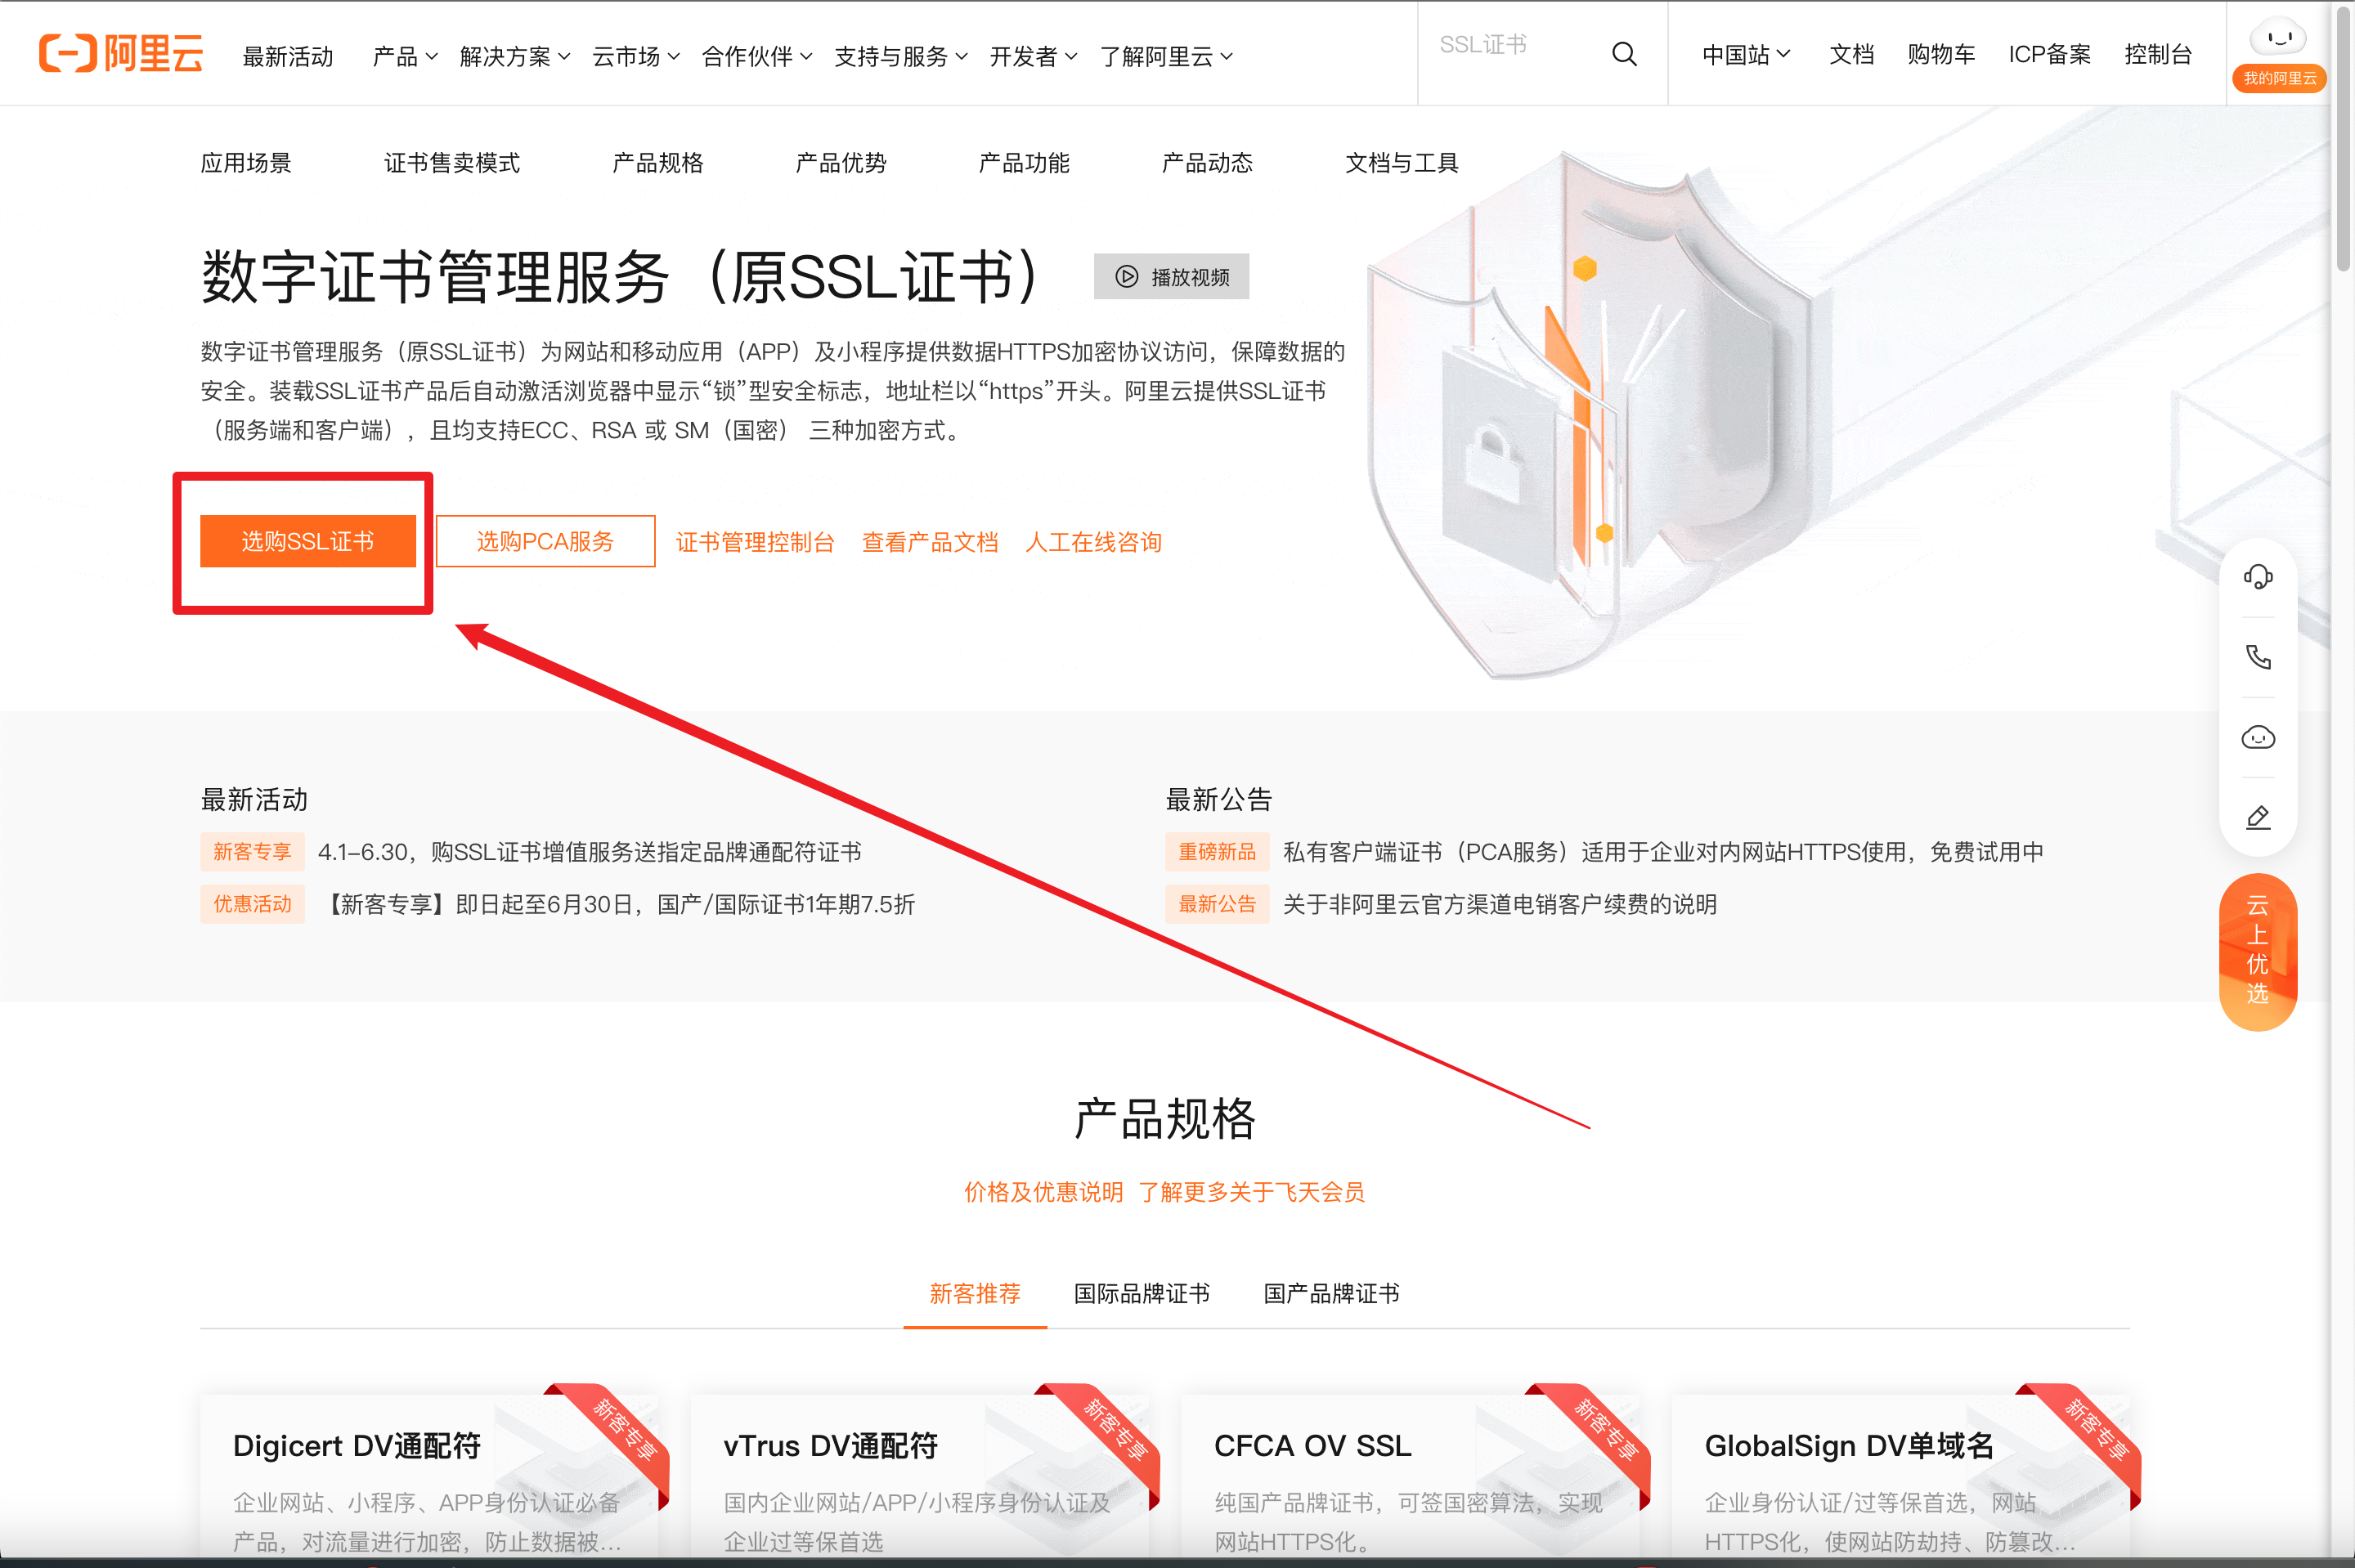 阿里云
最新活动 产品 解决方案 云市场 合作伙伴 支持与服务 开发者 了解阿里云 SSL证书 中国站 文档 购物车 ICP备案 控制台
我的阿里云
应用场景 证书售卖模式 产品规格 产品优势 产品功能 产品动态 文档与工具
数字证书管理服务（原SSL证书） 播放视频
数字证书管理服务（原SSL证书）为网站和移动应用（APP）及小程序提供数据HTTPS加密协议访问，保障数据的
安全。装载SSL证书产品后自动激活浏览器中显示“锁”型安全标志，地址栏以“https”开头。阿里云提供SSL证书
（服务端和客户端），且均支持ECC、RSA 或 SM（国密） 三种加密方式。
选购SSL证书 选购PCA服务 证书管理控制台 查看产品文档 人工在线咨询
最新活动
新客专享 4.1–6.30，购SSL证书增值服务送指定品牌通配符证书
优惠活动 【新客专享】即日起至6月30日，国产/国际证书1年期7.5折
最新公告
重磅新品 私有客户端证书（PCA服务）适用于企业对内网站HTTPS使用，免费试用中
最新公告 关于非阿里云官方渠道电销客户续费的说明
云上优选
产品规格
价格及优惠说明 了解更多关于飞天会员
新客推荐 国际品牌证书 国产品牌证书
Digicert DV通配符
新客专享
企业网站、小程序、APP身份认证必备
产品，对流量进行加密，防止数据被...
vTrus DV通配符
新客专享
国内企业网站/APP/小程序身份认证及
企业过等保首选
CFCA OV SSL
新客专享
纯国产品牌证书，可签国密算法，实现
网站HTTPS化。
GlobalSign DV单域名
新客专享
企业身份认证/过等保首选，网站
HTTPS化，使网站防劫持、防篡改...